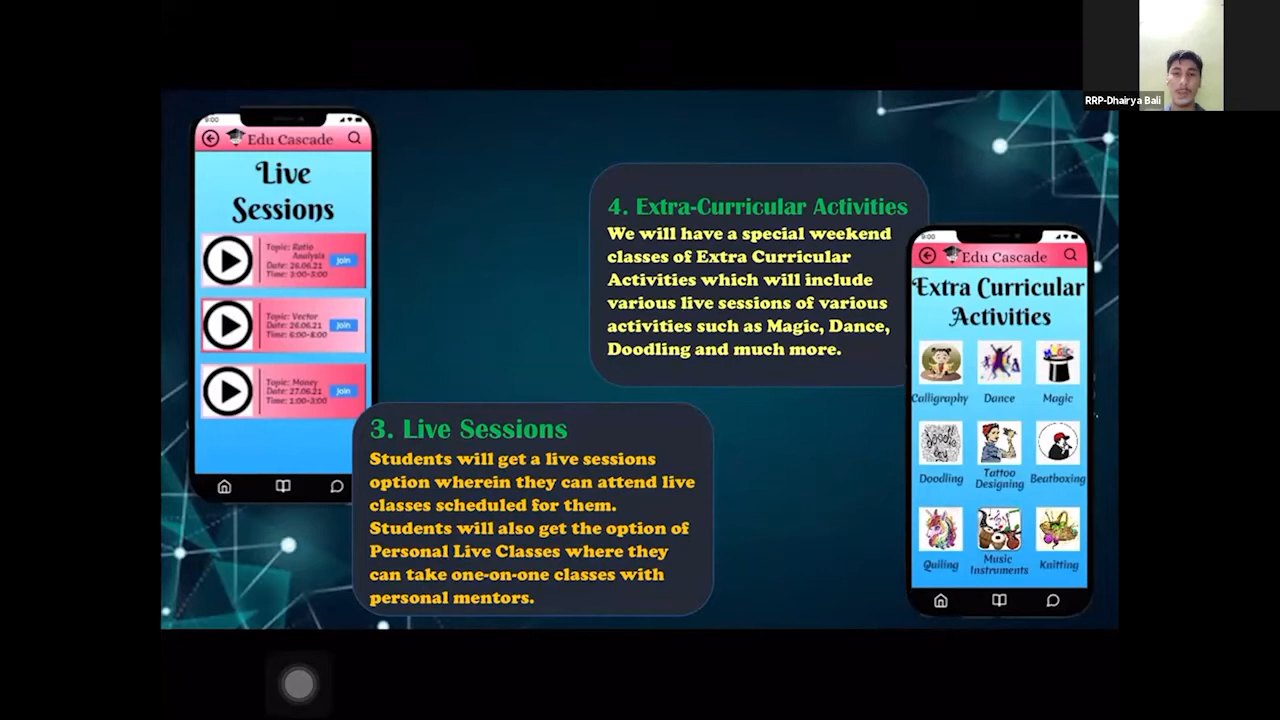 RRP-Dhairya Bali
9:00
Edu Cascade
Live
Sessions
Topic: Ratio
Analysis
Date: 26.06.21
Time: 3:00-5:00
Join
Topic: Vector
Date: 26.06.21
Time: 6:00-8:00
Join
Topic: Money
Date: 27.06.21
Time: 1:00-3:00
Join
3. Live Sessions
Students will get a live sessions
option wherein they can attend live
classes scheduled for them.
Students will also get the option of
Personal Live Classes where they
can take one-on-one classes with
personal mentors.
4. Extra-Curricular Activities
We will have a special weekend
classes of Extra Curricular
Activities which will include
various live sessions of various
activities such as Magic, Dance,
Doodling and much more.
9:00
Edu Cascade
Extra Curricular
Activities
MAGIC
Calligraphy Dance Magic
Doodling Tattoo Designing Beatboxing
Quiling Music Instruments Knitting